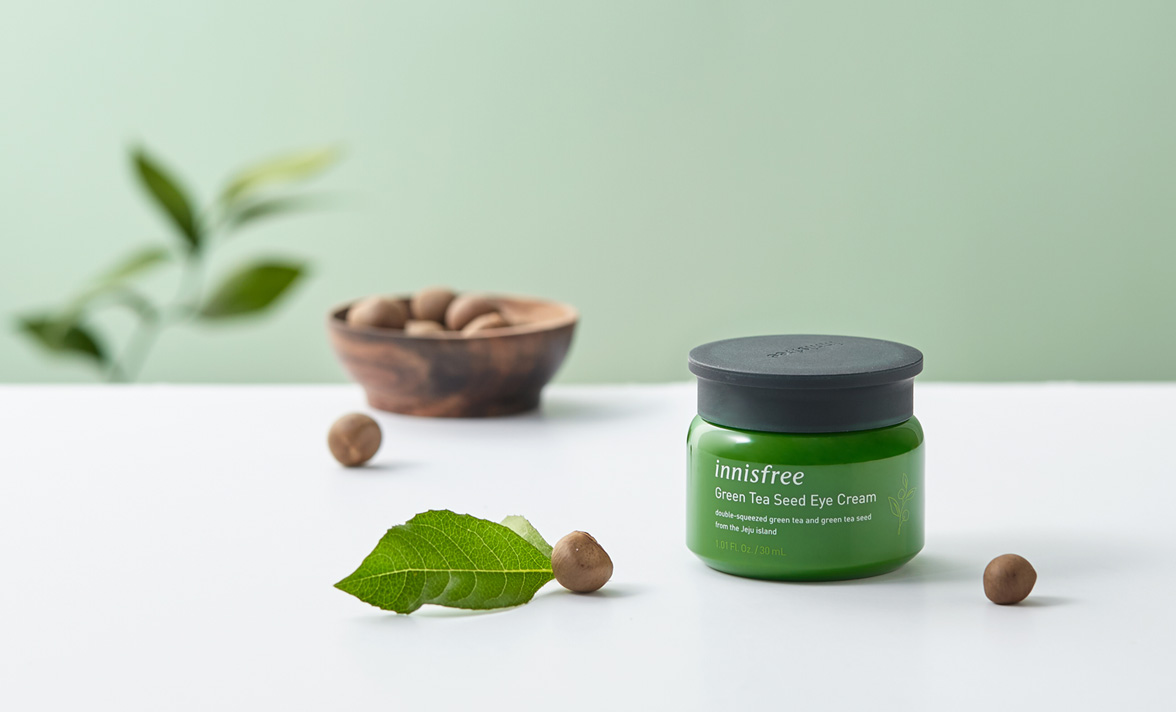 innisfree
innisfree
Green Tea Seed Eye Cream
double-squeezed green tea and green tea seed
from the Jeju island
1.01 Fl. Oz. / 30 mL